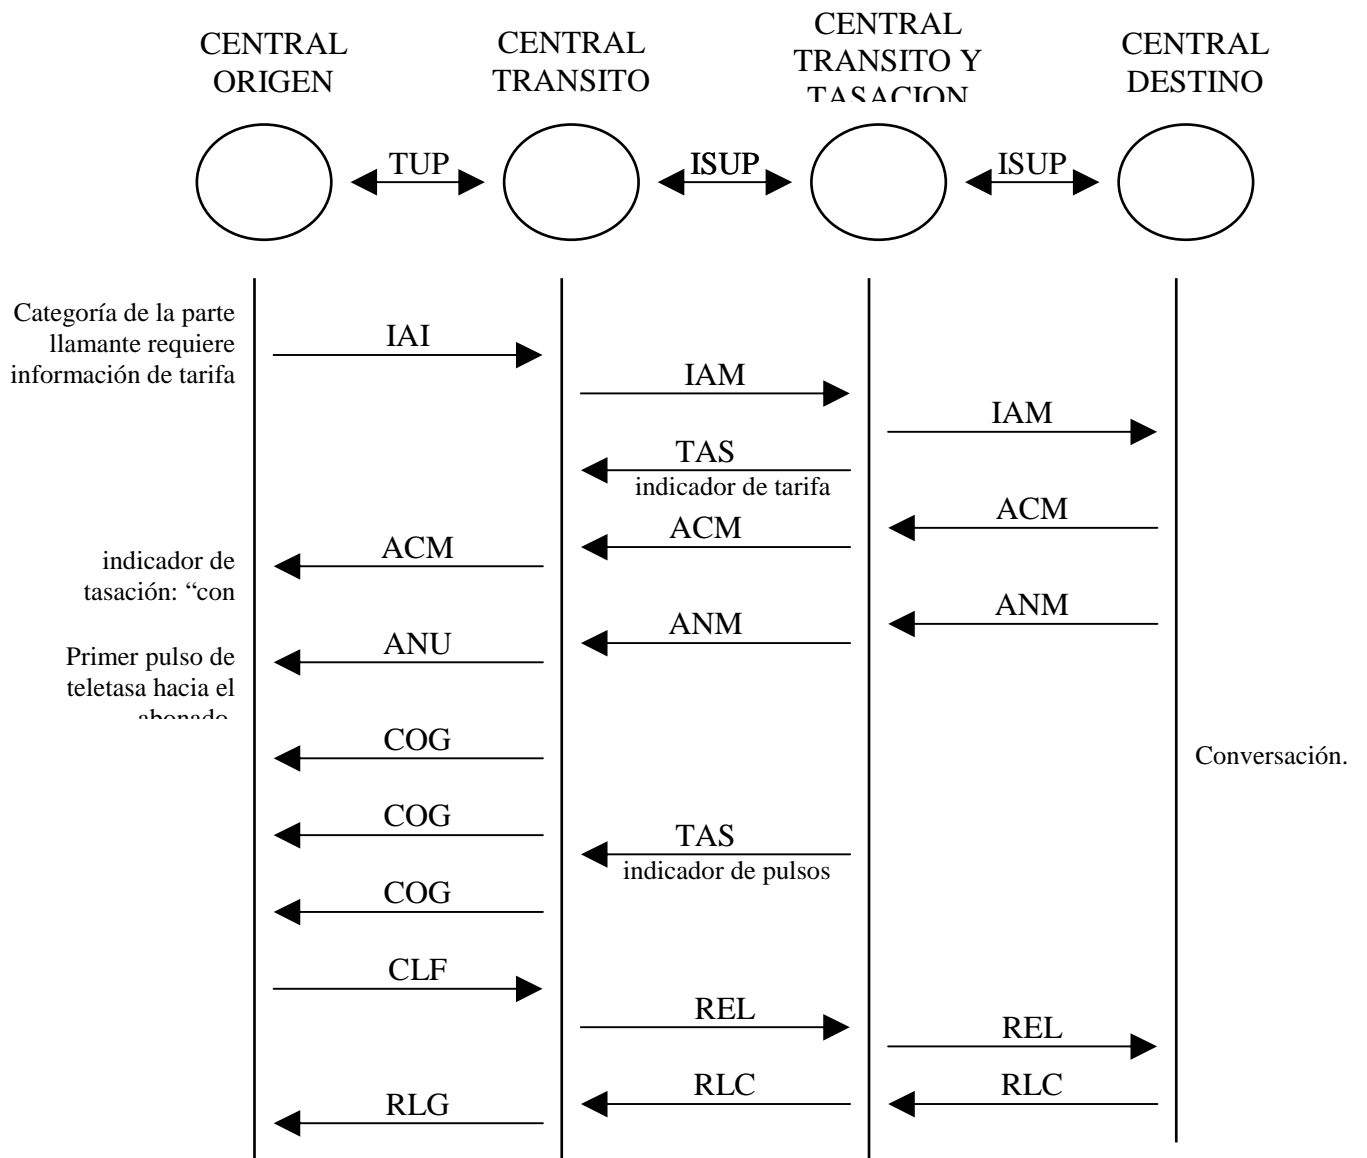 CENTRAL
ORIGEN
CENTRAL
TRANSITO
CENTRAL
TRANSITO Y
TASACION
CENTRAL
DESTINO
TUP
ISUP
ISUP
Categoría de la parte
llamante requiere
información de tarifa
IAI
IAM
IAM
TAS
indicador de tarifa
ACM
ACM
ACM
indicador de
tasación: “con
ANM
ANM
ANU
Primer pulso de
teletasa hacia el
abonado.
COG
Conversación.
COG
TAS
indicador de pulsos
COG
CLF
REL
REL
RLC
RLC
RLG